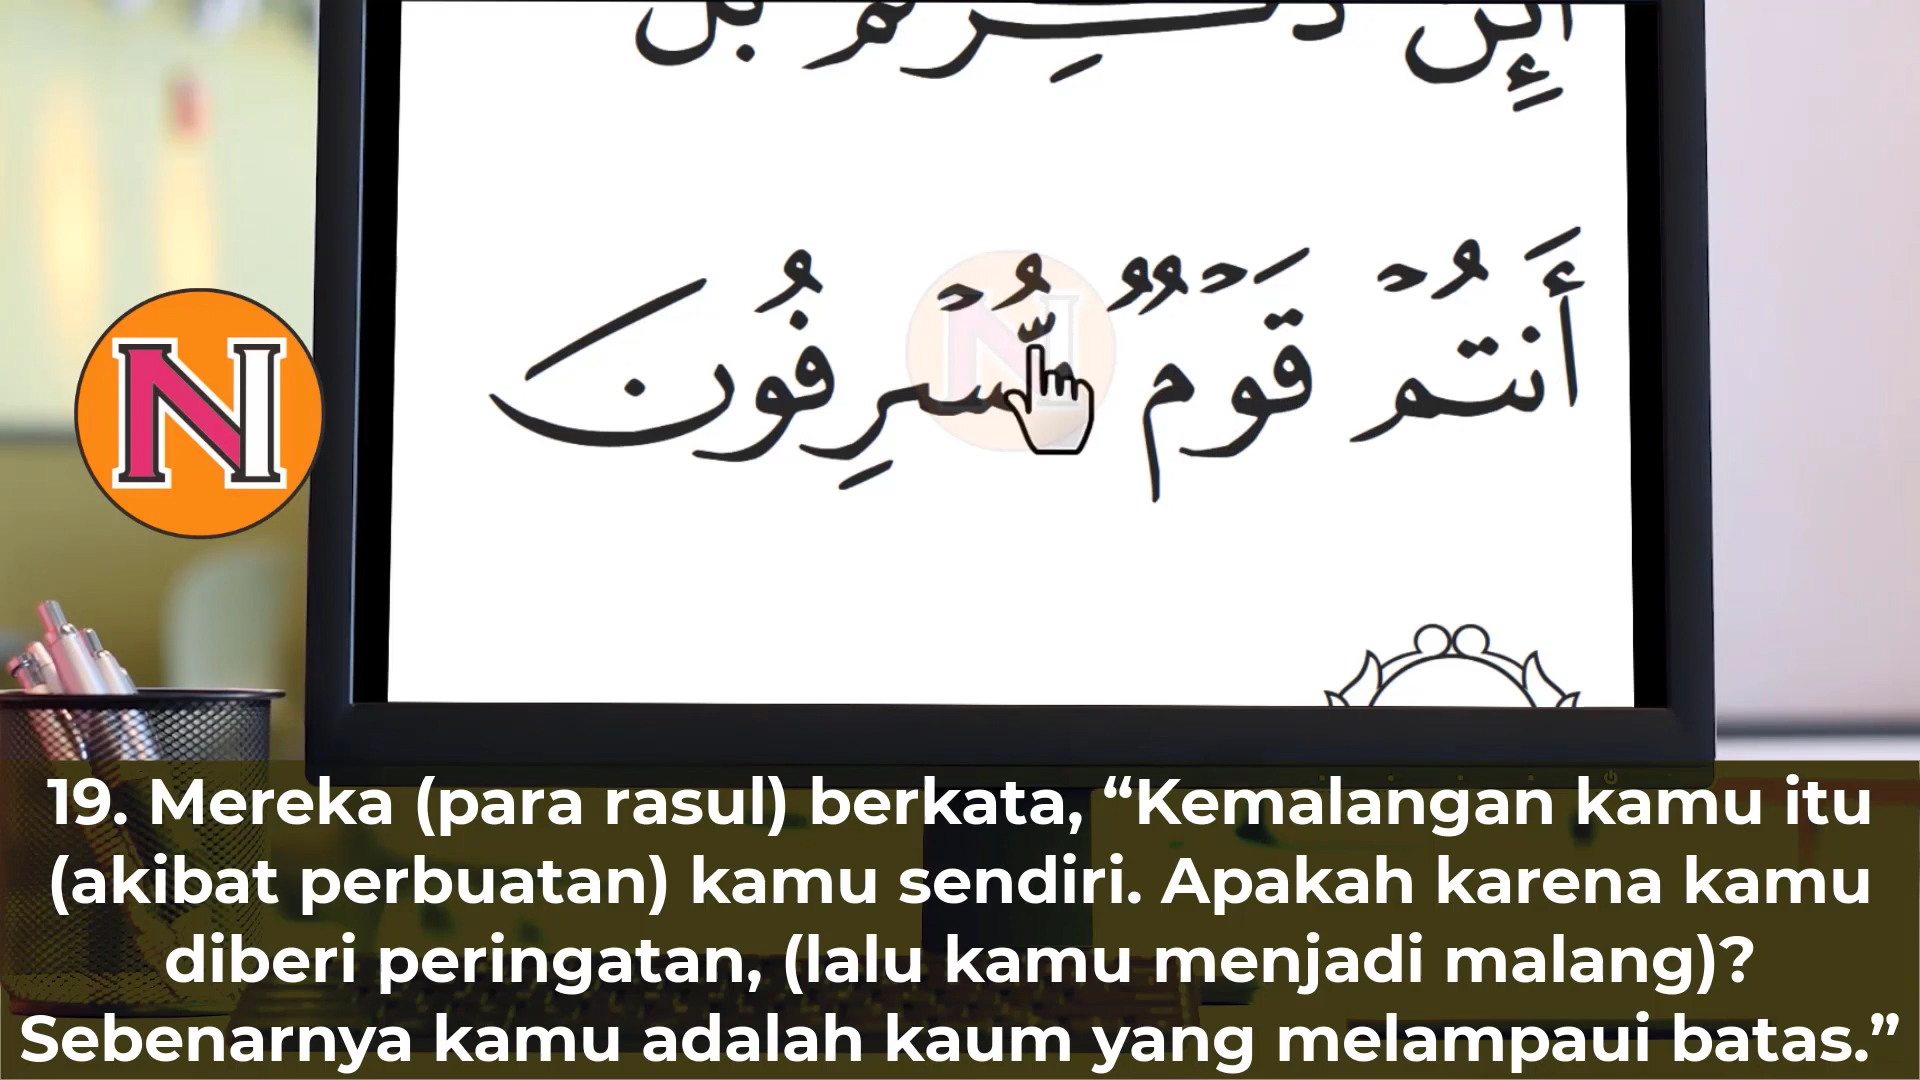 أَئِن ذُكِّرْتُم بَلْ
أَنتُمْ قَوْمٌ مُّسْرِفُونَ
N
19. Mereka (para rasul) berkata, “Kemalangan kamu itu
(akibat perbuatan) kamu sendiri. Apakah karena kamu
diberi peringatan, (lalu kamu menjadi malang)?
Sebenarnya kamu adalah kaum yang melampaui batas.”